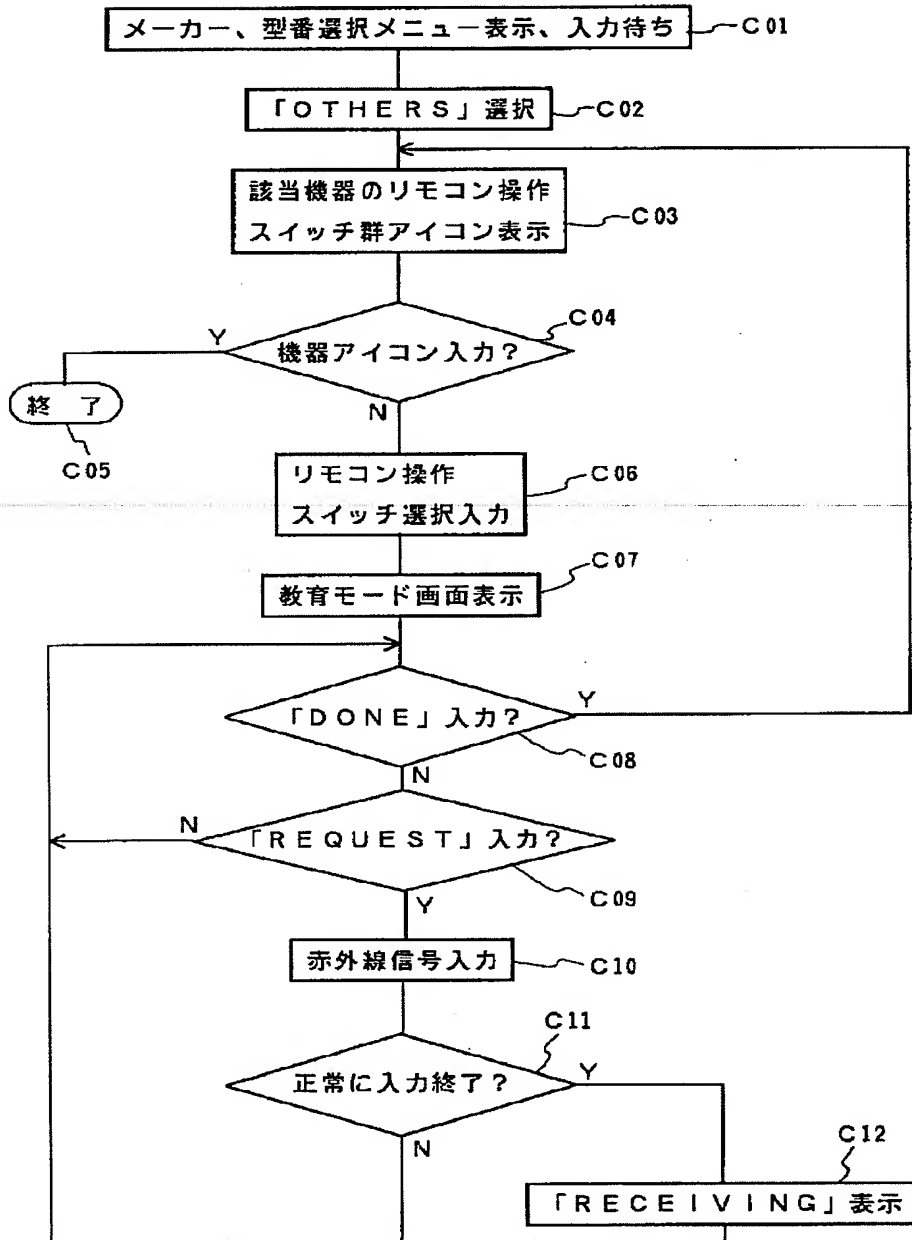 メーカー、型番選択メニュー表示、入力待ち
C01
「OTHERS」選択
C02
該当機器のリモコン操作
スイッチ群アイコン表示
C03
C04
Y
機器アイコン入力?
終了
N
C05
リモコン操作
スイッチ選択入力
C06
C07
教育モード画面表示
Y
「DONE」入力?
C08
N
N
「REQUEST」入力?
C09
Y
赤外線信号入力
C10
C11
正常に入力終了?
Y
N
C12
「RECEIVING」表示